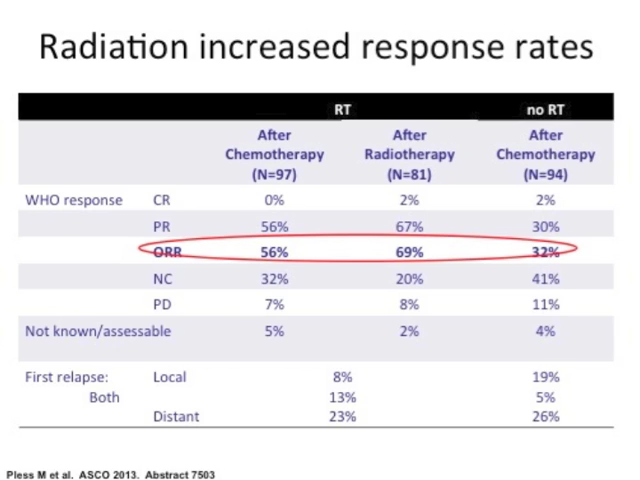 Radiation increased response rates
RT no RT
After After After
Chemotherapy Radiotherapy Chemotherapy
(N=97) (N=81) (N=94)
WHO response CR 0% 2% 2%
PR 56% 67% 30%
ORR 56% 69% 32%
NC 32% 20% 41%
PD 7% 8% 11%
Not known/assessable 5% 2% 4%
First relapse: Local 8% 19%
Both 13% 5%
Distant 23% 26%
Pless M et al. ASCO 2013. Abstract 7503